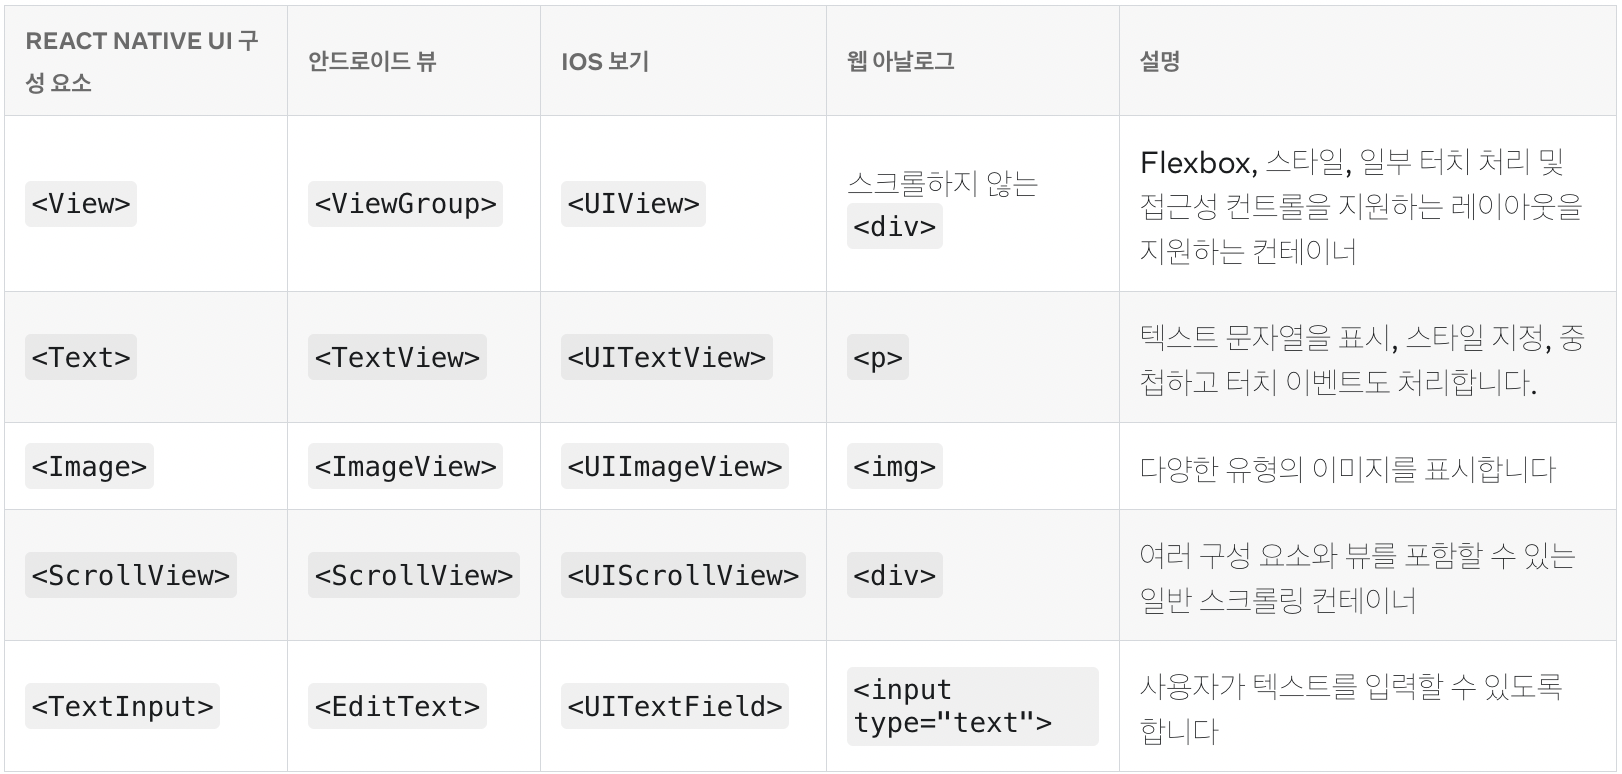 REACT NATIVE UI 구
성 요소
안드로이드 뷰
IOS 보기
웹 아날로그
설명
<View>
<ViewGroup>
<UIView>
스크롤하지 않는
<div>
Flexbox, 스타일, 일부 터치 처리 및
접근성 컨트롤을 지원하는 레이아웃을
지원하는 컨테이너
<Text>
<TextView>
<UITextView>
<p>
텍스트 문자열을 표시, 스타일 지정, 중
첩하고 터치 이벤트도 처리합니다.
<Image>
<ImageView>
<UIImageView>
<img>
다양한 유형의 이미지를 표시합니다
<ScrollView>
<ScrollView>
<UIScrollView>
<div>
여러 구성 요소와 뷰를 포함할 수 있는
일반 스크롤링 컨테이너
<TextInput>
<EditText>
<UITextField>
<input
type="text">
사용자가 텍스트를 입력할 수 있도록
합니다